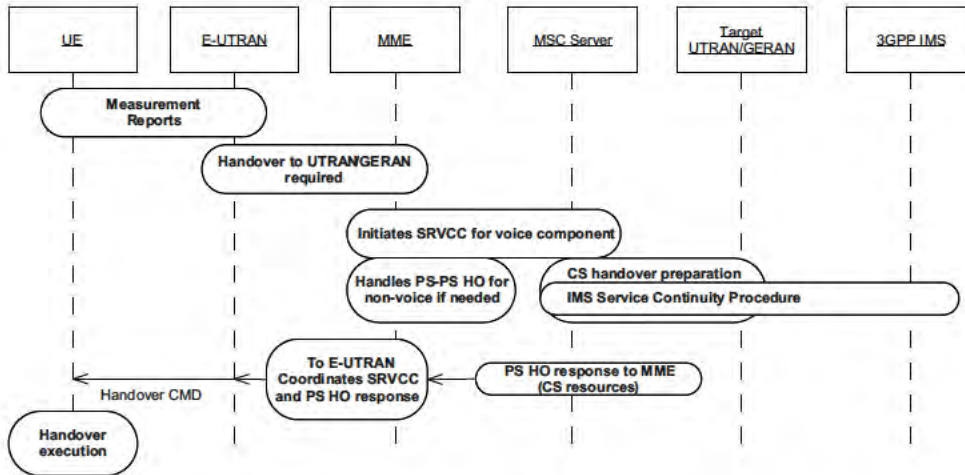 UE
E-UTRAN
MME
MSC Server
Target
UTRAN/GERAN
3GPP IMS
Measurement
Reports
Handover to UTRAN/GERAN
required
Initiates SRVCC for voice component
Handles PS-PS HO for
non-voice if needed
CS handover preparation
IMS Service Continuity Procedure
To E-UTRAN
Coordinates SRVCC
and PS HO response
PS HO response to MME
(CS resources)
Handover CMD
Handover
execution